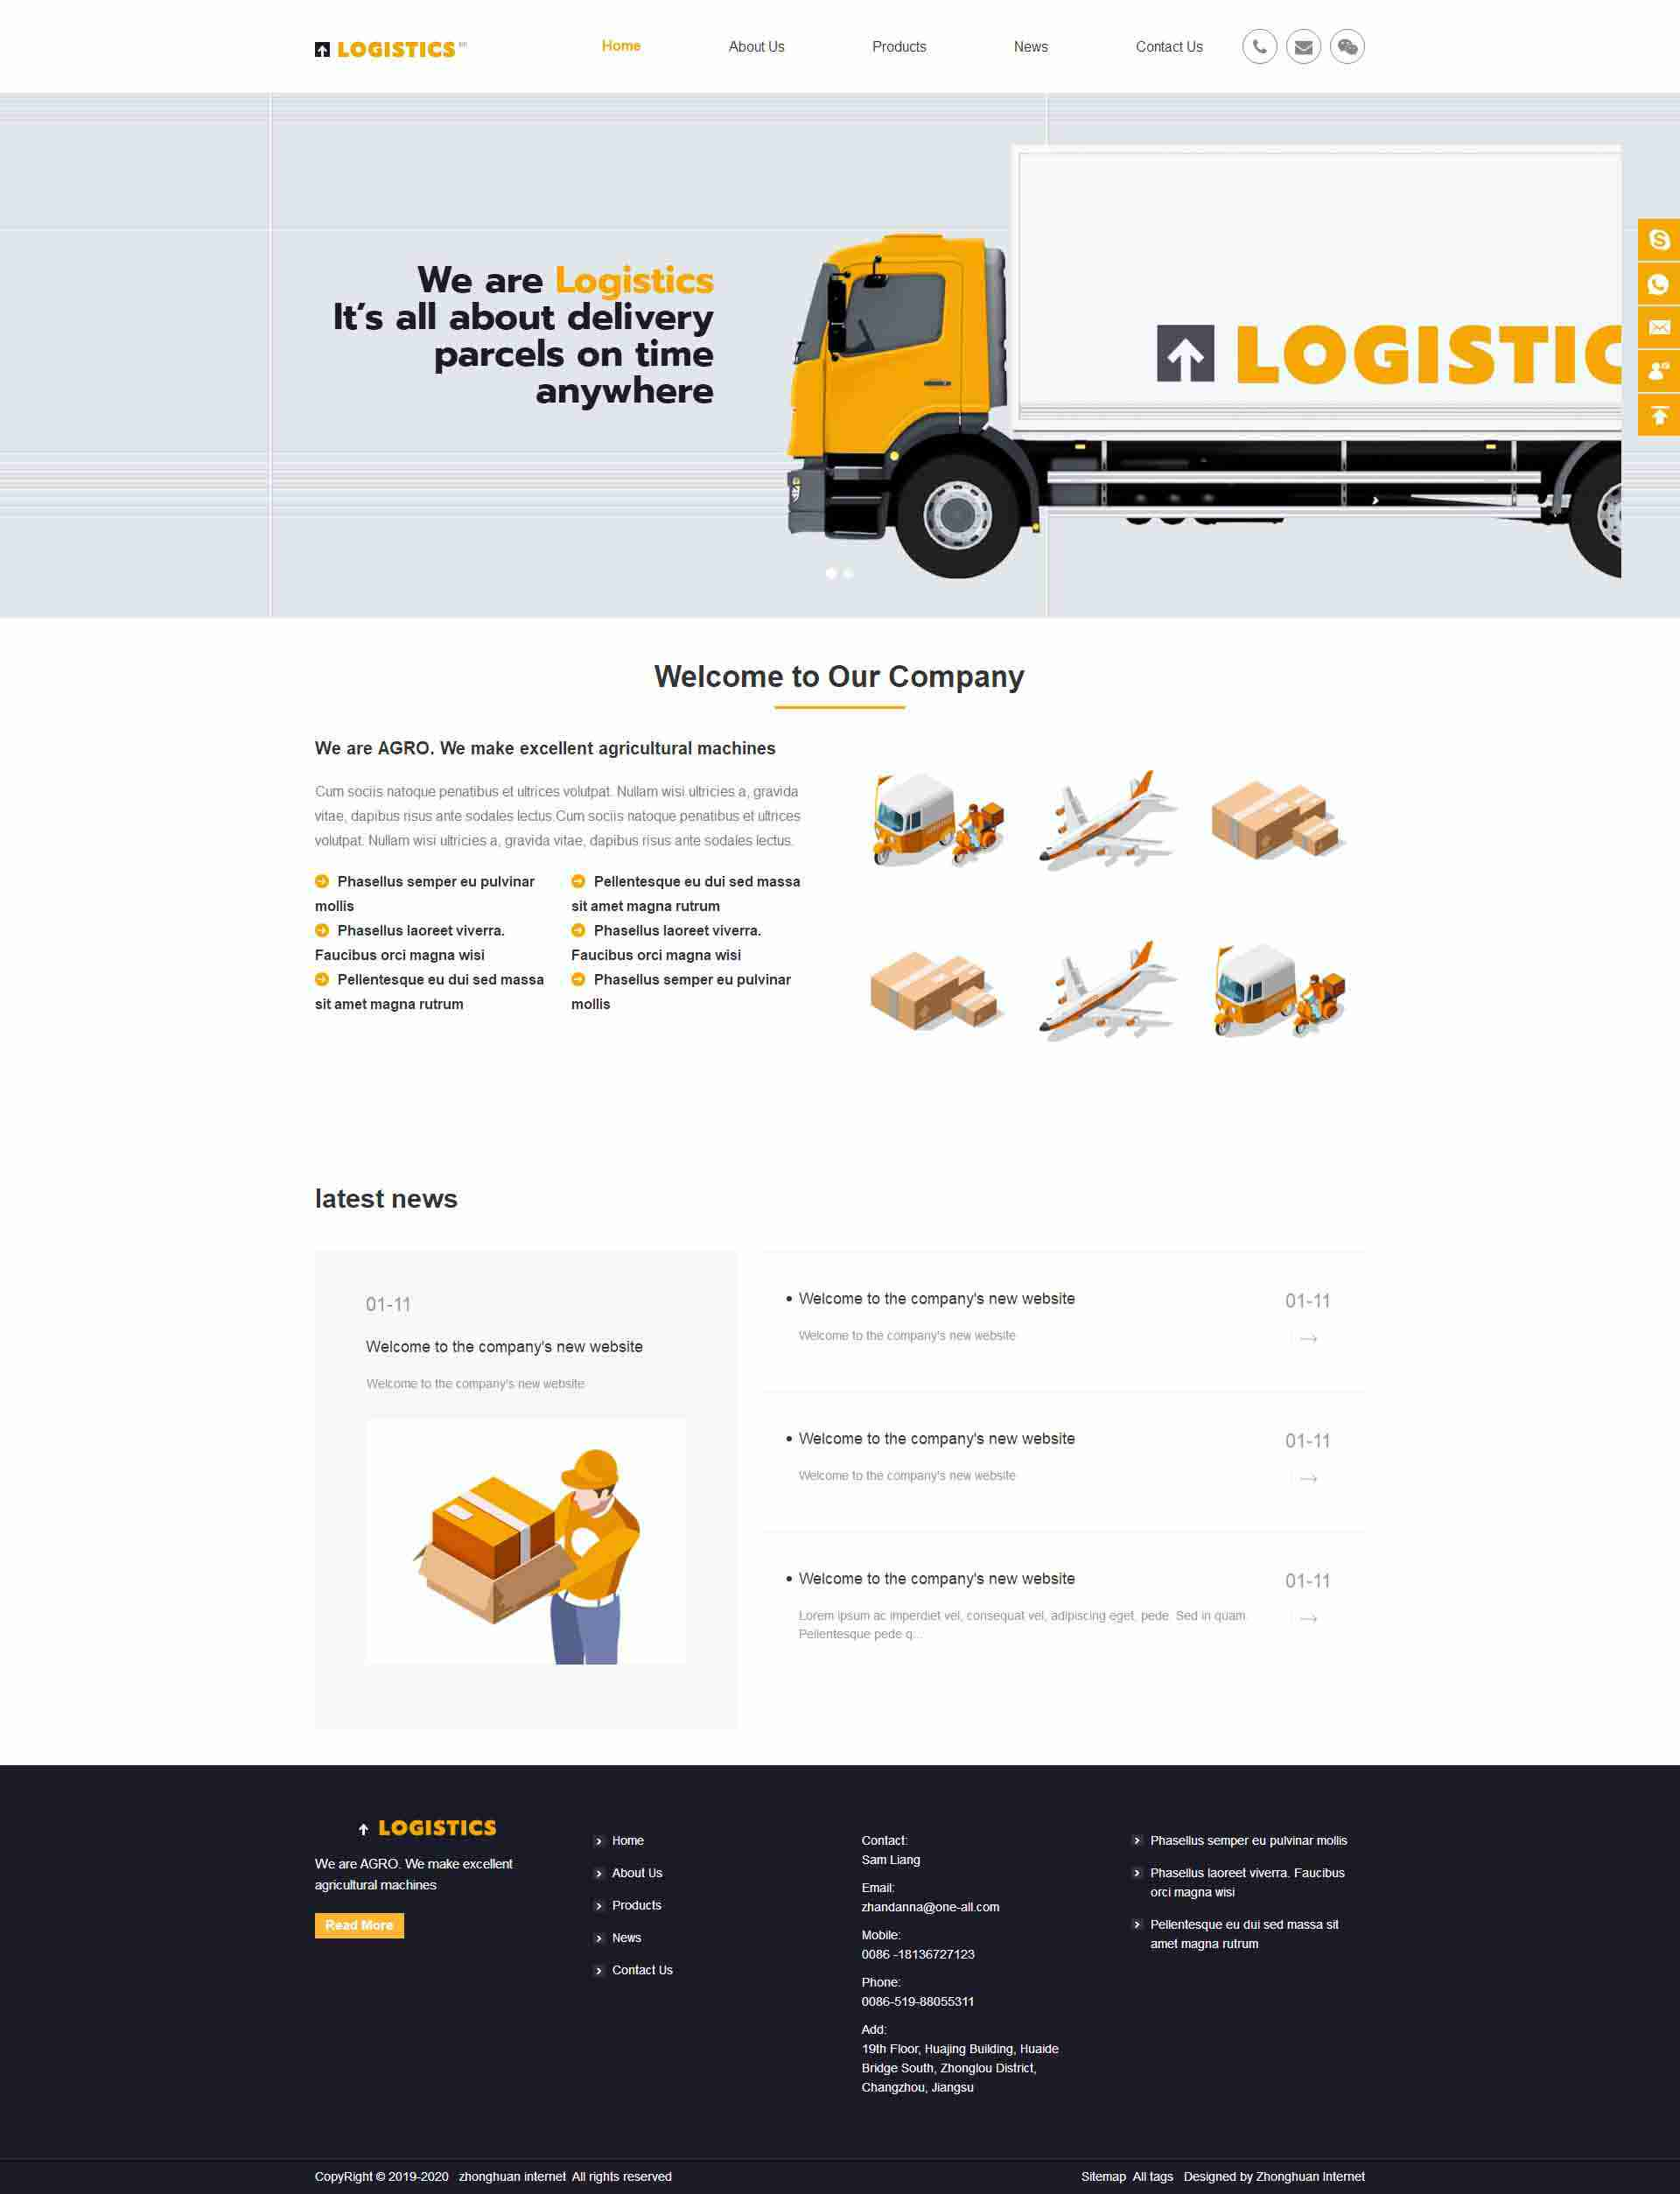 LOGISTICS
Home
About Us
Products
News
Contact Us
We are Logistics
It's all about delivery
parcels on time
anywhere
LOGISTIC
Welcome to Our Company
We are AGRO. We make excellent agricultural machines
Cum sociis natoque penatibus et ultrices volutpat. Nullam wisi ultricies a, gravida
vitae, dapibus risus ante sodales lectus.Cum sociis natoque penatibus et ultrices
volutpat. Nullam wisi ultricies a, gravida vitae, dapibus risus ante sodales lectus.
Phasellus semper eu pulvinar
mollis
Phasellus laoreet viverra.
Faucibus orci magna wisi
Pellentesque eu dui sed massa
sit amet magna rutrum
Pellentesque eu dui sed massa
sit amet magna rutrum
Phasellus laoreet viverra.
Faucibus orci magna wisi
Phasellus semper eu pulvinar
mollis
latest news
01-11
Welcome to the company's new website
Welcome to the company's new website
• Welcome to the company's new website
01-11
Welcome to the company's new website
• Welcome to the company's new website
01-11
Welcome to the company's new website
• Welcome to the company's new website
01-11
Lorem ipsum ac imperdiet vel, consequat vel, adipiscing eget, pede. Sed in quam.
Pellentesque pede q...
LOGISTICS
We are AGRO. We make excellent
agricultural machines
Read More
Home
About Us
Products
News
Contact Us
Contact:
Sam Liang
Email:
zhandanna@one-all.com
Mobile:
0086 -18136727123
Phone:
0086-519-88055311
Add:
19th Floor, Huajing Building, Huaide
Bridge South, Zhonglou District,
Changzhou, Jiangsu
Phasellus semper eu pulvinar mollis
Phasellus laoreet viverra. Faucibus
orci magna wisi
Pellentesque eu dui sed massa sit
amet magna rutrum
CopyRight © 2019-2020 zhonghuan internet All rights reserved
Sitemap All tags Designed by Zhonghuan Internet